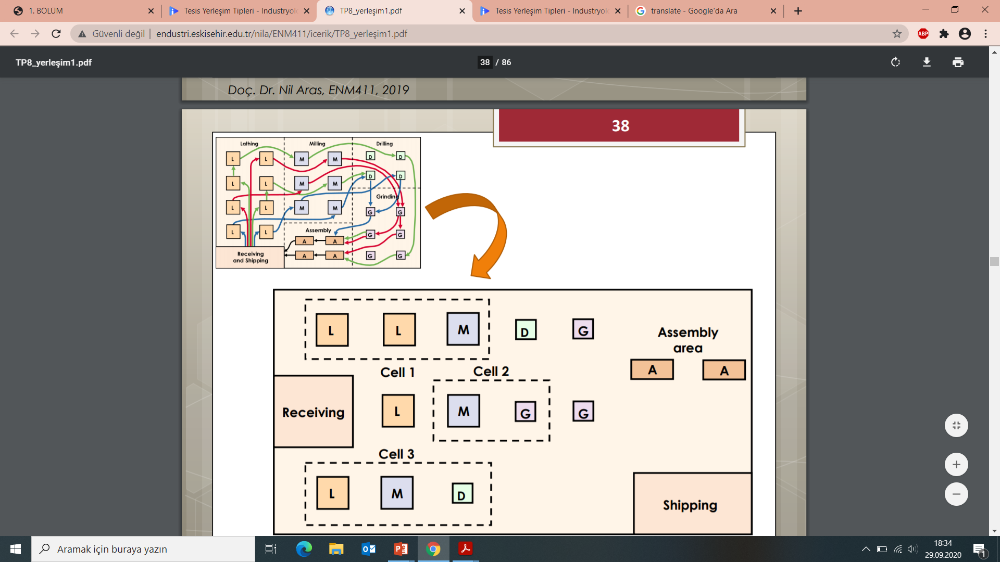 1. BÖLÜM
Tesis Yerleşim Tipleri - Industryol
TP8_yerleşim1.pdf
Tesis Yerleşim Tipleri - Industryol
translate - Google'da Ara
Güvenli değil
endustri.eskisehir.edu.tr/nila/ENM411/icerik/TP8_yerleşim1.pdf
ABP
TP8_yerleşim1.pdf
38 / 86
Doç. Dr. Nil Aras, ENM411, 2019
38
Lathing Milling Drilling
L L M M D D
L L M M D D
Grinding
L L M M G G
L L
Assembly
G G
A A
A A G G
Receiving
and Shipping
L L M D G
Assembly
area
A A
Cell 1 Cell 2
Receiving
L M G G
Cell 3
L M D
Shipping
Aramak için buraya yazın
18:34
29.09.2020
1